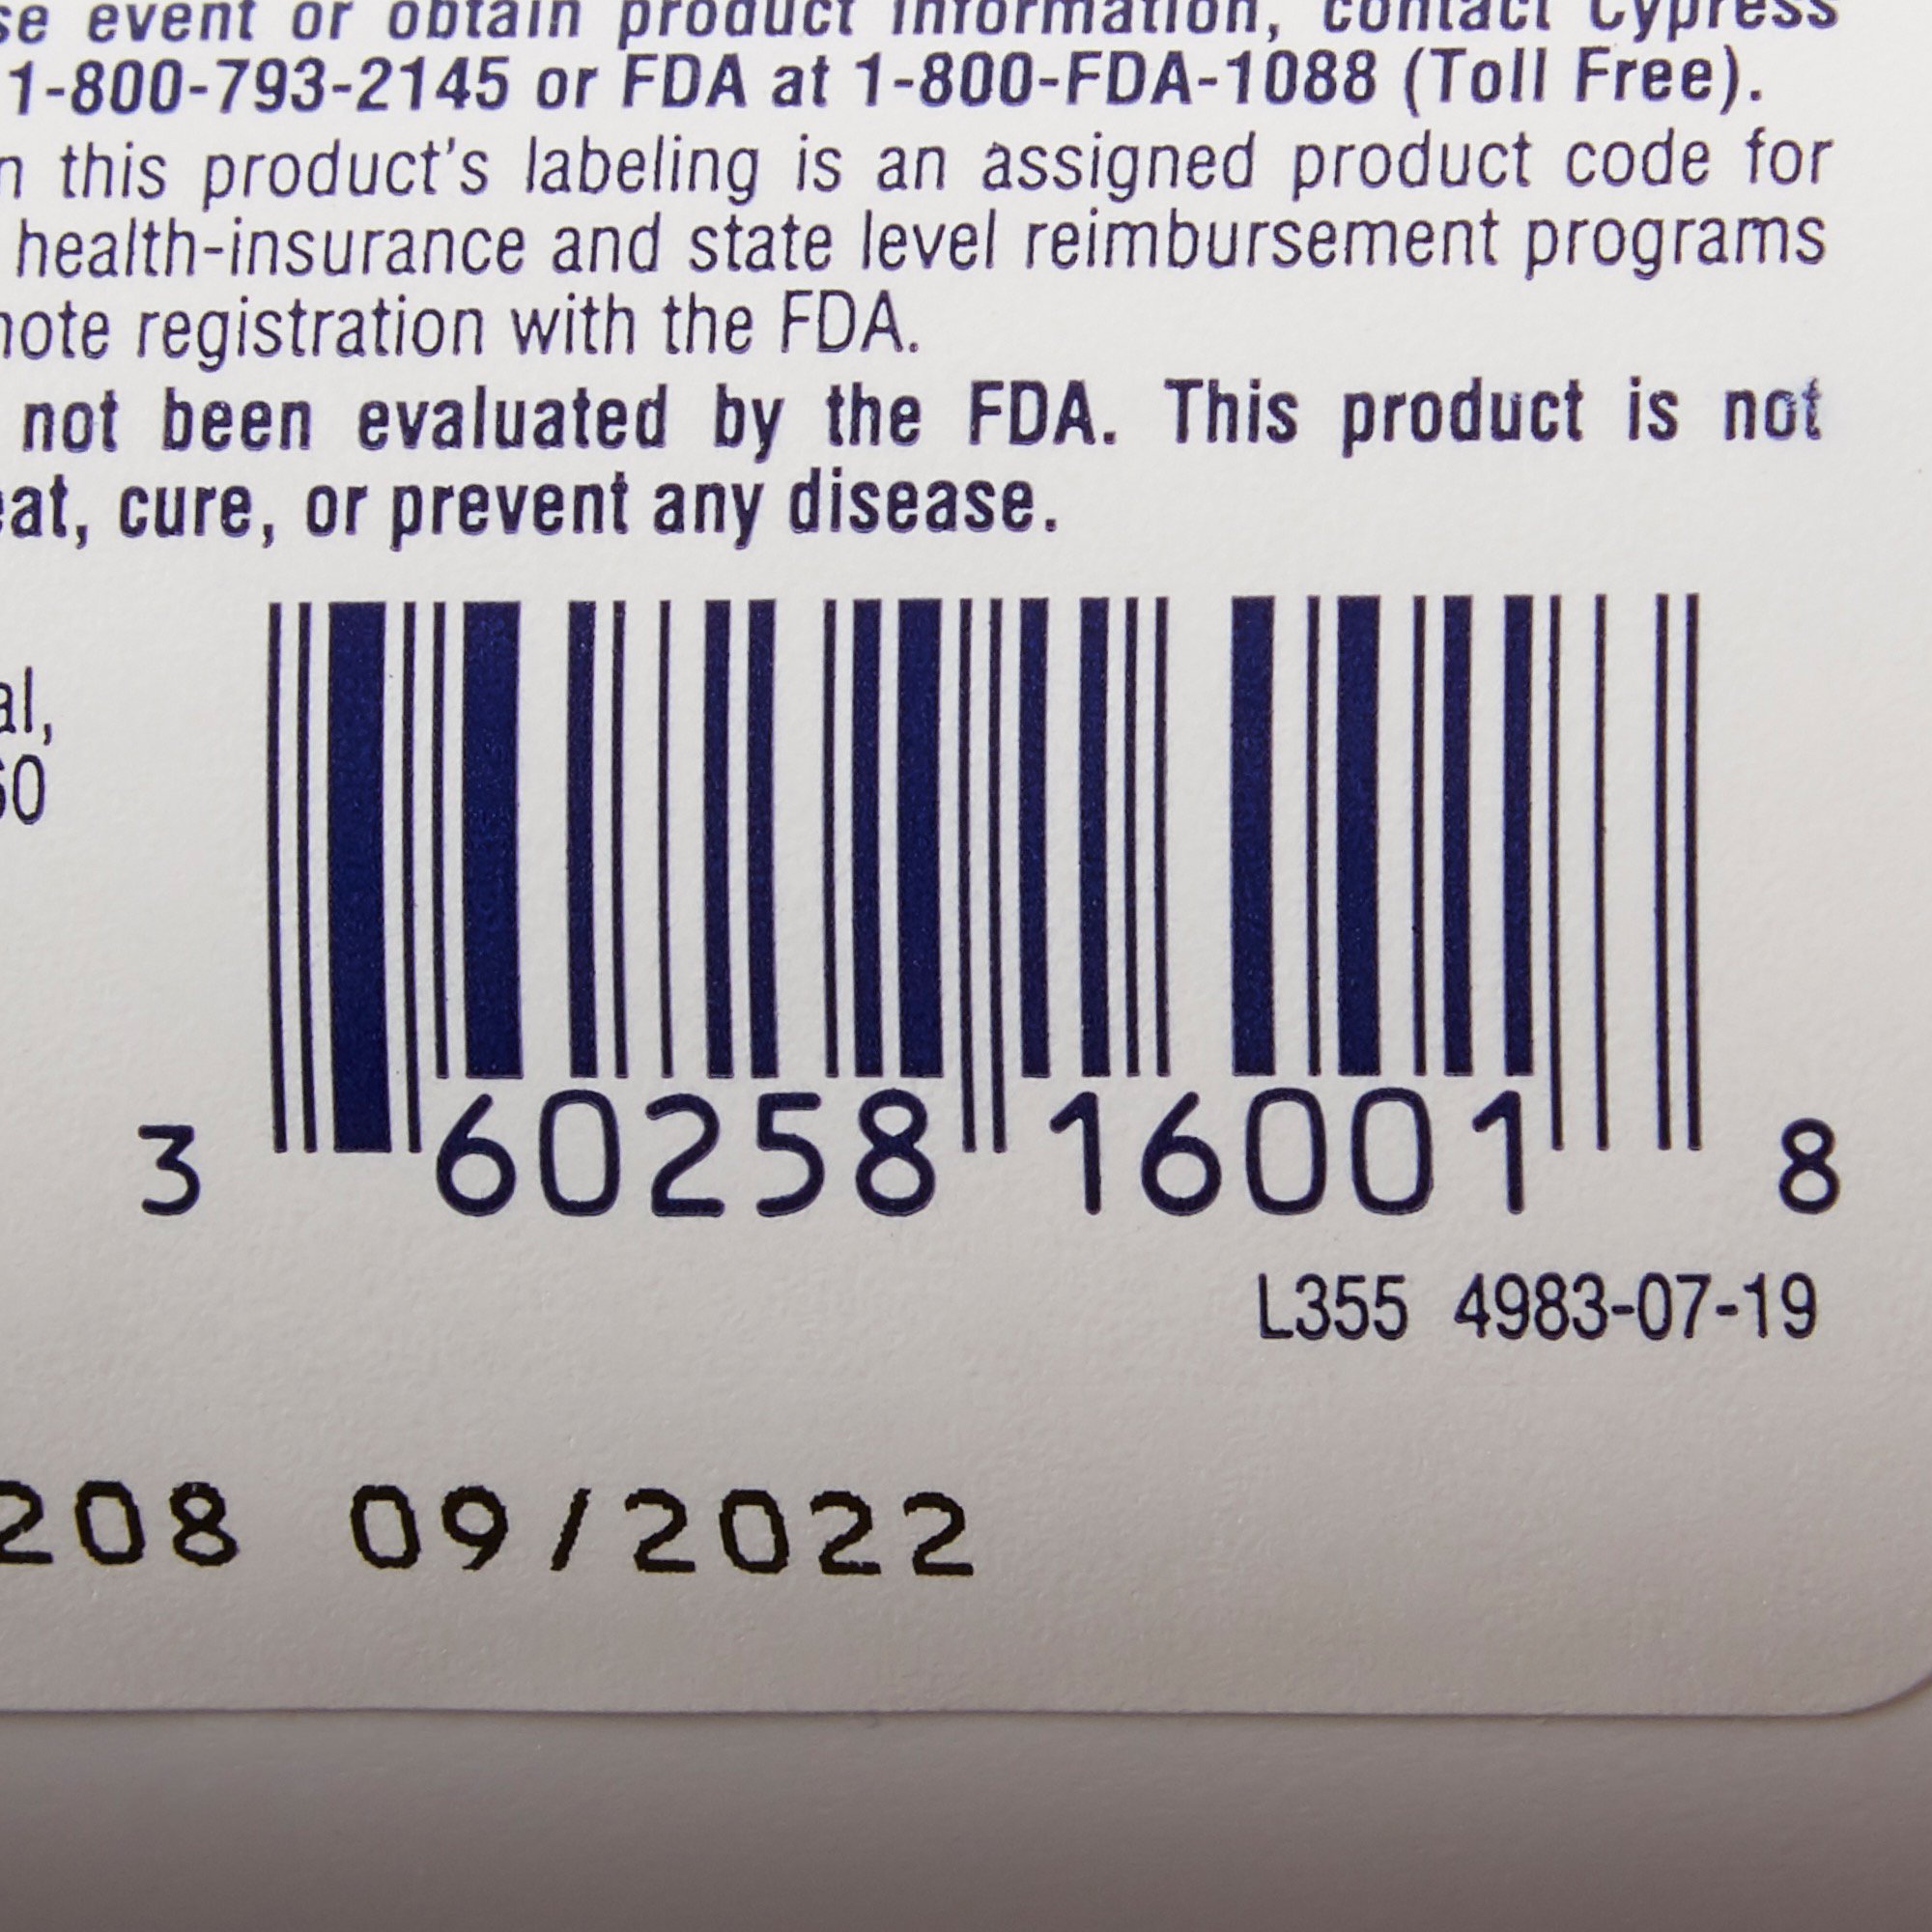 se event or obtain product information, contact Cypress
1-800-793-2145 or FDA at 1-800-FDA-1088 (Toll Free).
this product's labeling is an assigned product code for
health-insurance and state level reimbursement programs
registration with the FDA.
not been evaluated by the FDA. This product is not
cure, or prevent any disease.
al,
60
3 60258 16001 8
L355 4983-07-19
208 09/2022